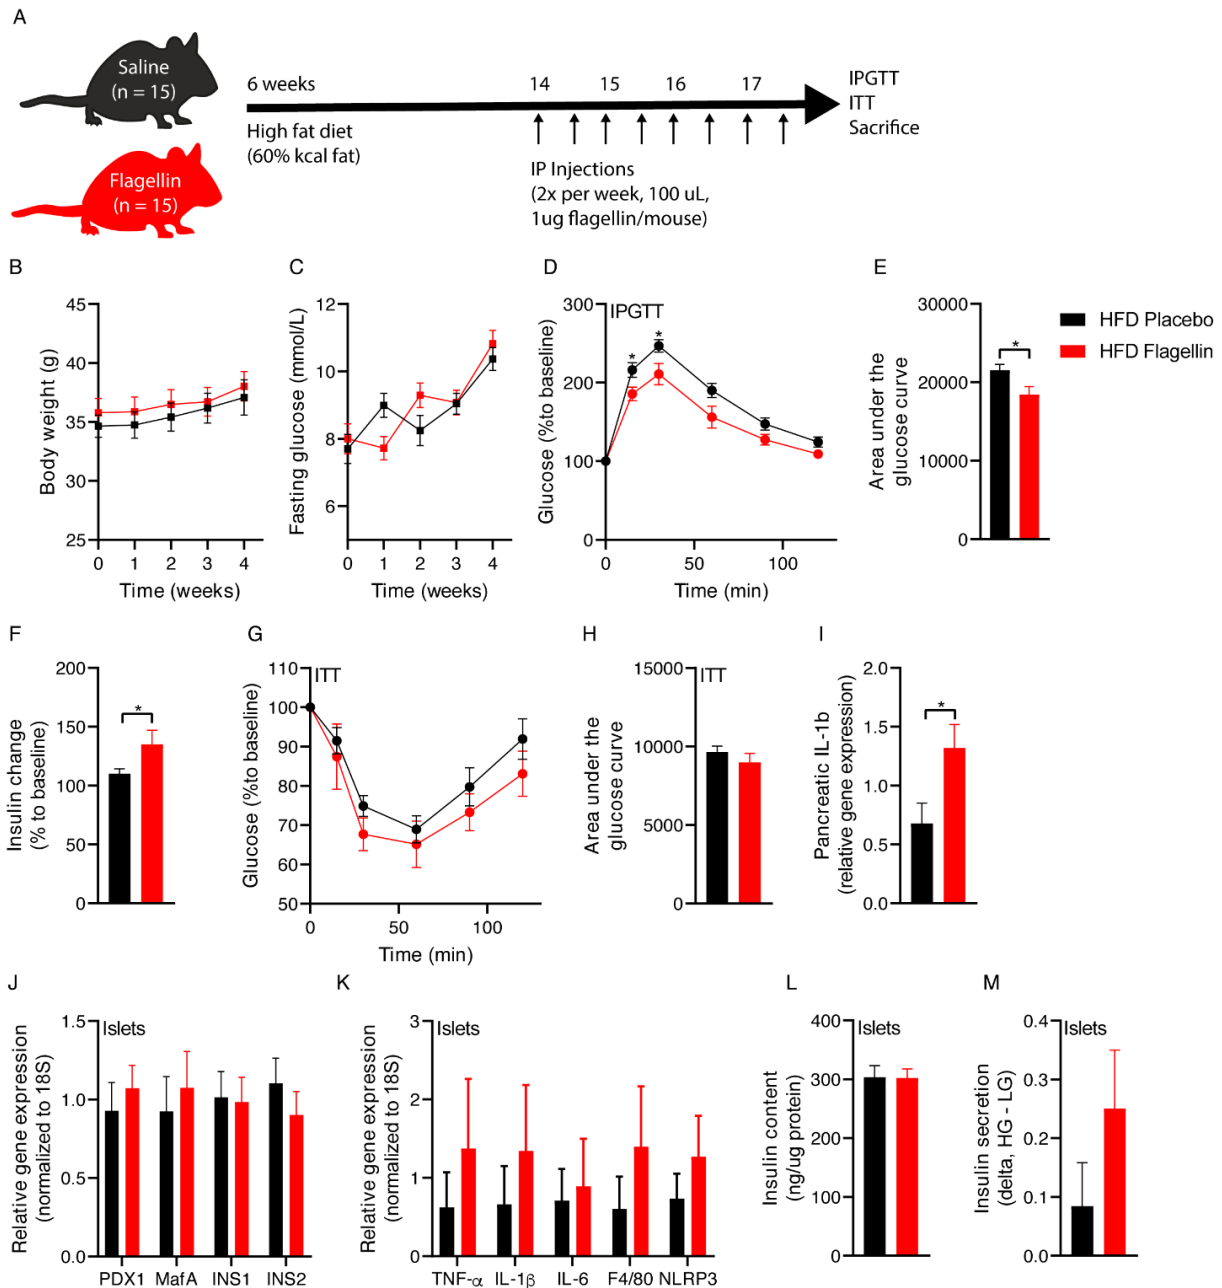 A
Saline
(n = 15)
Flagellin
(n = 15)
6 weeks
14
15
16
17
High fat diet
(60% kcal fat)
IP Injections
(2x per week, 100 uL,
1ug flagellin/mouse)
IPGTT
ITT
Sacrifice
B
Body weight (g)
45
40
35
30
25
0 1 2 3 4
Time (weeks)
C
Fasting glucose (mmol/L)
12
10
8
6
0 1 2 3 4
Time (weeks)
D
IPGTT
Glucose (%to baseline)
300
200
100
0
* *
0 50 100
Time (min)
E
Area under the
glucose curve
30000
20000
10000
0
*
HFD Placebo
HFD Flagellin
F
Insulin change
(% to baseline)
200
150
100
50
0
*
G
ITT
Glucose (%to baseline)
110
100
90
80
70
60
50
0 50 100
Time (min)
H
ITT
Area under the
glucose curve
15000
10000
5000
0
I
Pancreatic IL-1b
(relative gene expression)
2.0
1.5
1.0
0.5
0.0
*
J
Islets
Relative gene expression
(normalized to 18S)
1.5
1.0
0.5
0.0
PDX1 MafA INS1 INS2
K
Islets
Relative gene expression
(normalized to 18S)
3
2
1
0
TNF-α IL-1β IL-6 F4/80 NLRP3
L
Islets
Insulin content
(ng/ug protein)
400
300
200
100
0
M
Islets
Insulin secretion
(delta, HG - LG)
0.4
0.3
0.2
0.1
0.0